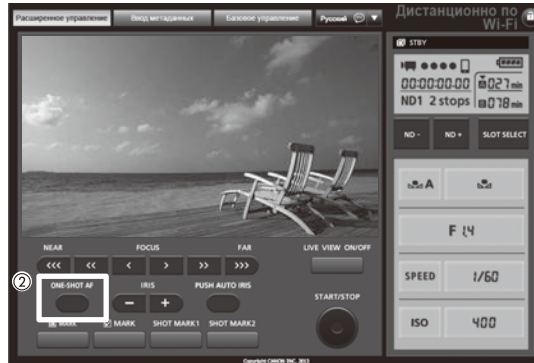 Расширенное управление
Ввод метаданных
Базовое управление
Русский
Дистанционно по
Wi-Fi
STBY
00:00:00.00
027 min
ND1 2 stops
078 min
ND -
ND +
SLOT SELECT
A
F 1.4
SPEED
1/60
ISO
400
NEAR
FOCUS
FAR
LIVE VIEW ON/OFF
<<<
<<
<
>
>>
>>>
②
ONE-SHOT AF
IRIS
PUSH AUTO IRIS
−
+
START/STOP
MARK
MARK
SHOT MARK1
SHOT MARK2
Copyright CANON INC. 2013